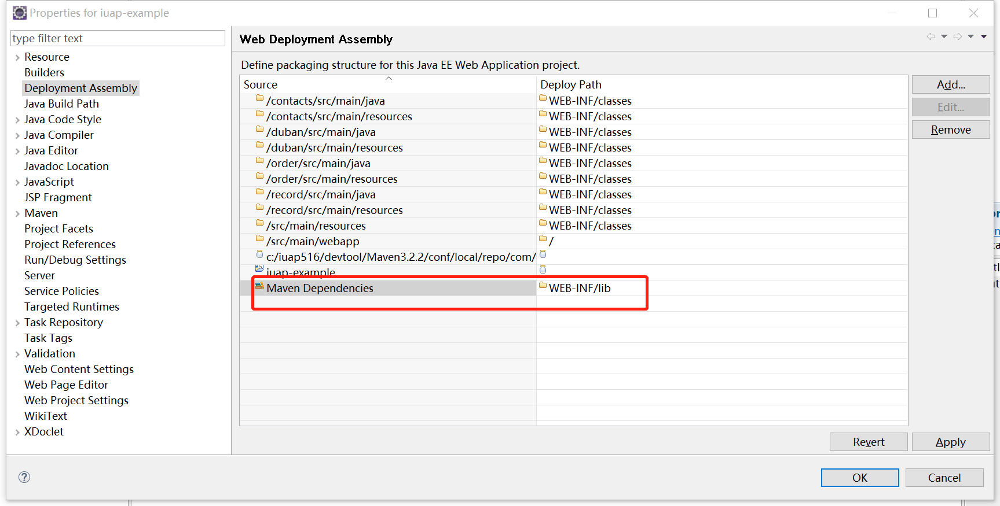 Properties for iuap-example
type filter text
Resource
Builders
Deployment Assembly
Java Build Path
Java Code Style
Java Compiler
Java Editor
Javadoc Location
JavaScript
JSP Fragment
Maven
Project Facets
Project References
Run/Debug Settings
Server
Service Policies
Targeted Runtimes
Task Repository
Task Tags
Validation
Web Content Settings
Web Page Editor
Web Project Settings
WikiText
XDoclet
Web Deployment Assembly
Define packaging structure for this Java EE Web Application project.
Source Deploy Path
/contacts/src/main/java WEB-INF/classes
/contacts/src/main/resources WEB-INF/classes
/duban/src/main/java WEB-INF/classes
/duban/src/main/resources WEB-INF/classes
/order/src/main/java WEB-INF/classes
/order/src/main/resources WEB-INF/classes
/record/src/main/java WEB-INF/classes
/record/src/main/resources WEB-INF/classes
/src/main/resources WEB-INF/classes
/src/main/webapp /
c:/iuap516/devtool/Maven3.2.2/conf/local/repo/com/
iuap-example
Maven Dependencies WEB-INF/lib
Add...
Edit...
Remove
Revert
Apply
OK
Cancel